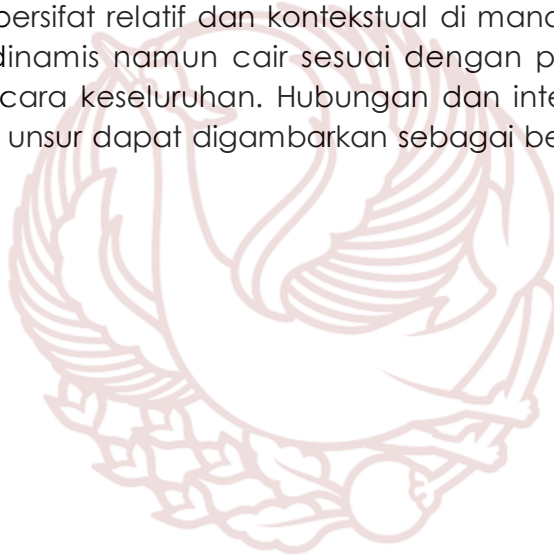 bersifat relatif dan kontekstual di mana
dinamis namun cair sesuai dengan p
cara keseluruhan. Hubungan dan inte
unsur dapat digambarkan sebagai be